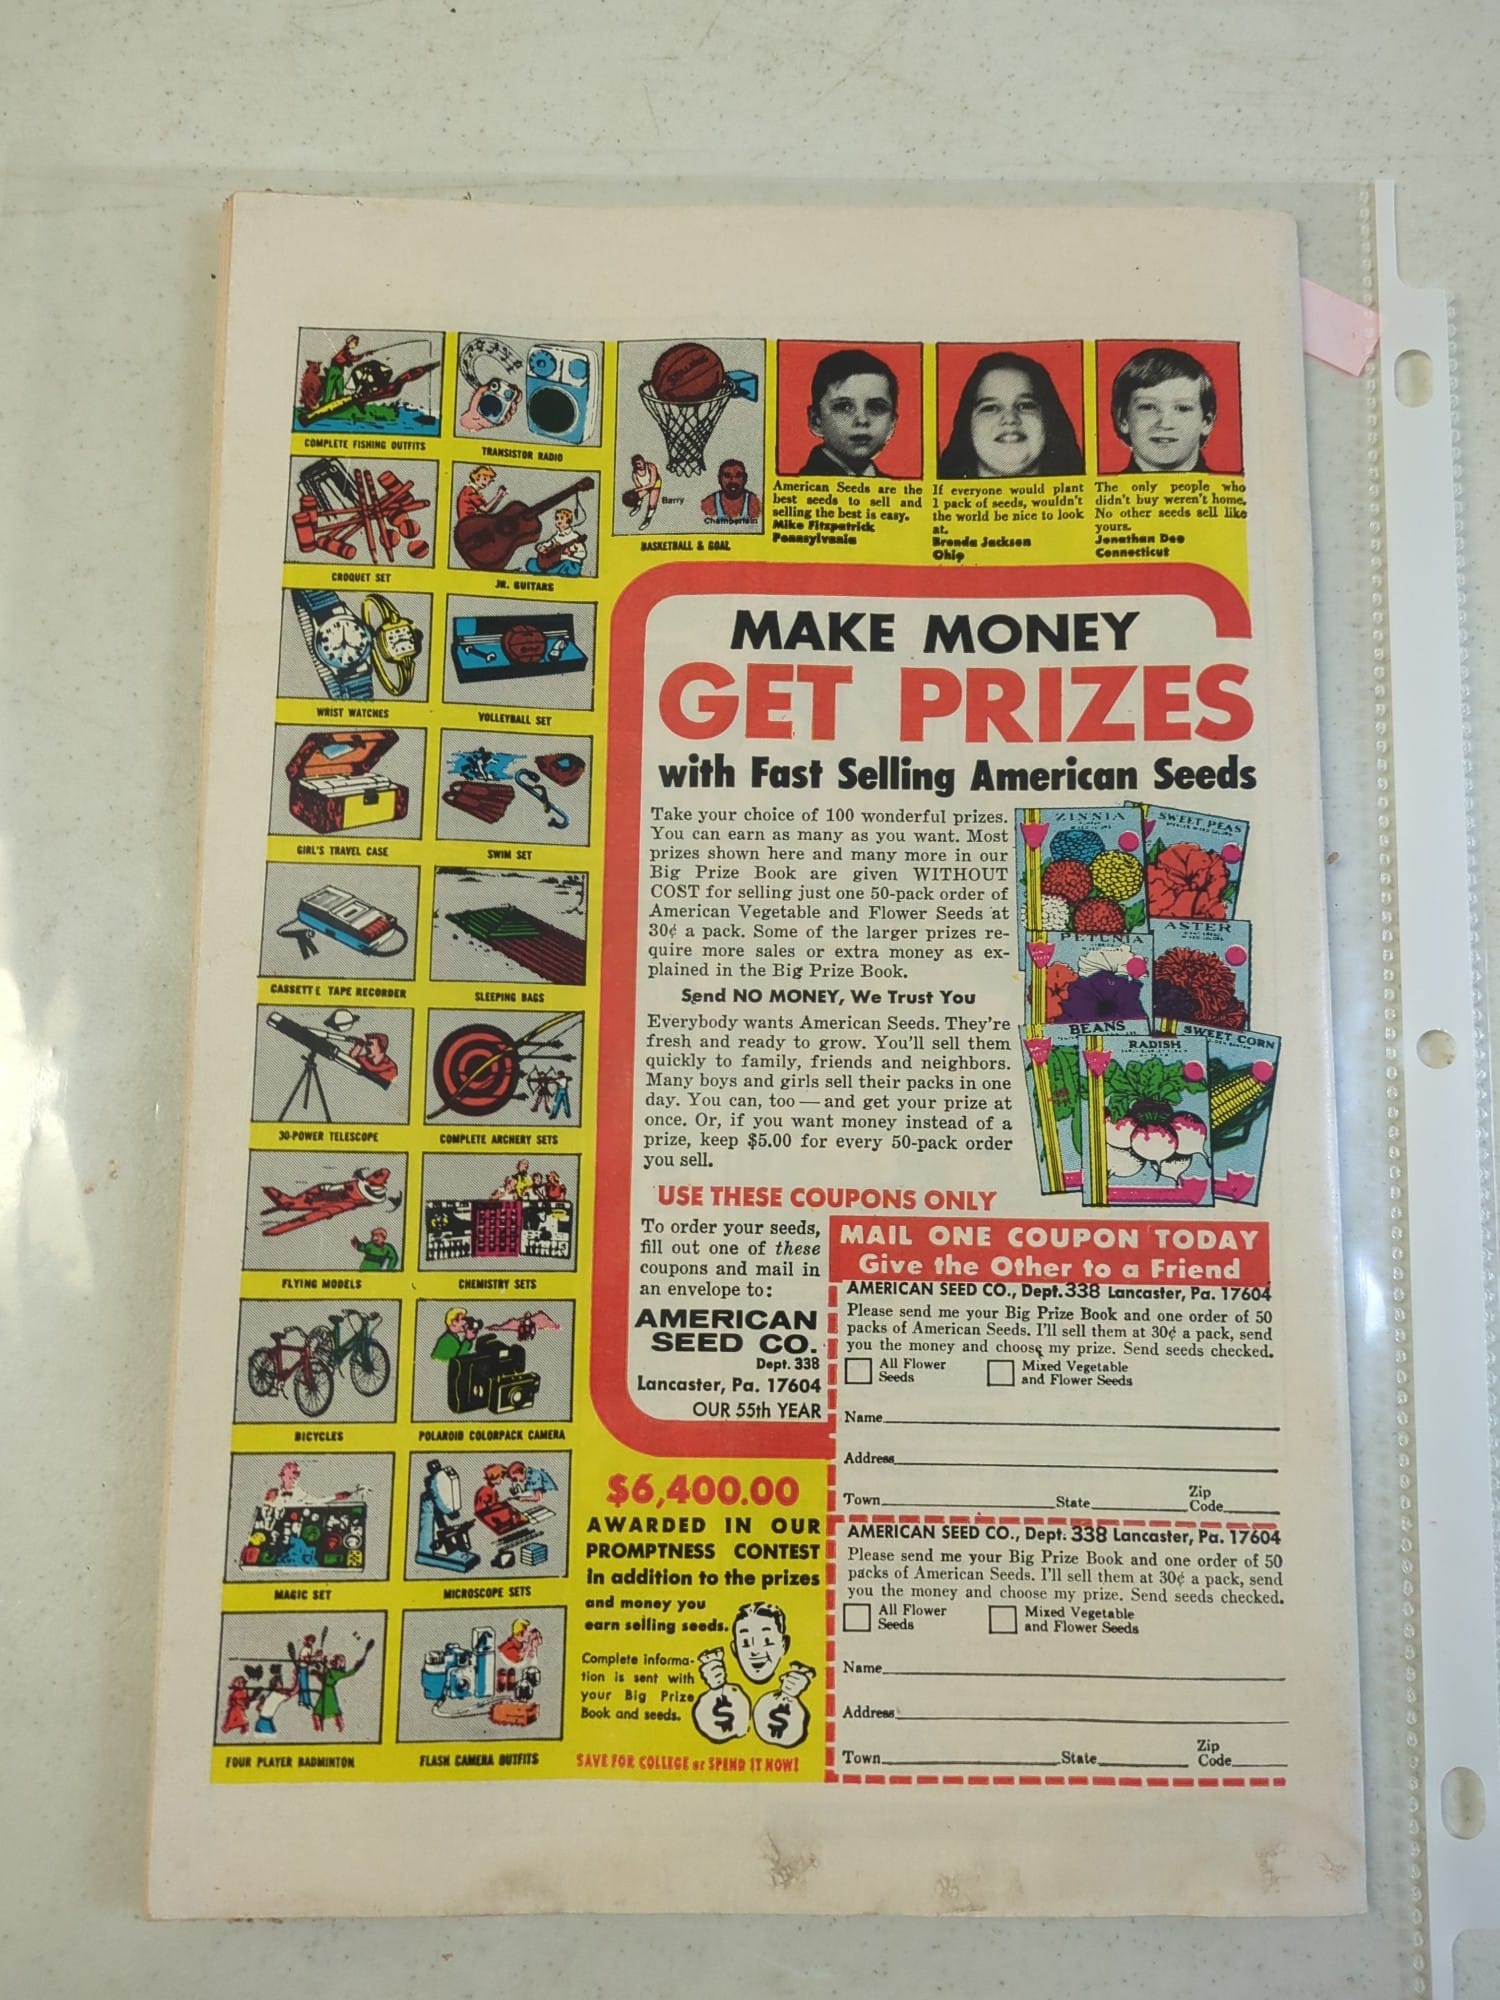 COMPLETE FISHING OUTFITS
TRANSISTOR RADIO
CROQUET SET
JR. GUITARS
WRIST WATCHES
VOLLEYBALL SET
GIRL'S TRAVEL CASE
SWIM SET
CASSETTE TAPE RECORDER
SLEEPING BAGS
30-POWER TELESCOPE
COMPLETE ARCHERY SETS
FLYING MODELS
CHEMISTRY SETS
BICYCLES
POLAROID COLORPACK CAMERA
MAGIC SET
MICROSCOPE SETS
FOUR PLAYER BADMINTON
FLASH CAMERA OUTFITS
SPALDING
Barry
Chamberlain
BASKETBALL & GOAL
American Seeds are the
best seeds to sell and
selling the best is easy.
Mike Fitzpatrick
Pennsylvania
If everyone would plant
1 pack of seeds, wouldn't
the world be nice to look
at.
Brenda Jackson
Ohio
The only people who
didn't buy weren't home.
No other seeds sell like
yours.
Jonathan Dee
Connecticut
MAKE MONEY
GET PRIZES
with Fast Selling American Seeds
Take your choice of 100 wonderful prizes.
You can earn as many as you want. Most
prizes shown here and many more in our
Big Prize Book are given WITHOUT
COST for selling just one 50-pack order of
American Vegetable and Flower Seeds at
30¢ a pack. Some of the larger prizes re-
quire more sales or extra money as ex-
plained in the Big Prize Book.
Send NO MONEY, We Trust You
Everybody wants American Seeds. They're
fresh and ready to grow. You'll sell them
quickly to family, friends and neighbors.
Many boys and girls sell their packs in one
day. You can, too — and get your prize at
once. Or, if you want money instead of a
prize, keep $5.00 for every 50-pack order
you sell.
ZINNIA
SWEET PEAS
PETUNIA
ASTER
BEANS
RADISH
SWEET CORN
USE THESE COUPONS ONLY
To order your seeds,
fill out one of these
coupons and mail in
an envelope to:
AMERICAN
SEED CO.
Dept. 338
Lancaster, Pa. 17604
OUR 55th YEAR
$6,400.00
AWARDED IN OUR
PROMPTNESS CONTEST
in addition to the prizes
and money you
earn selling seeds.
Complete informa-
tion is sent with
your Big Prize
Book and seeds.
$ $
SAVE FOR COLLEGE or SPEND IT NOW!
MAIL ONE COUPON TODAY
Give the Other to a Friend
AMERICAN SEED CO., Dept. 338 Lancaster, Pa. 17604
Please send me your Big Prize Book and one order of 50
packs of American Seeds. I'll sell them at 30¢ a pack, send
you the money and choose my prize. Send seeds checked.
All Flower Seeds
Mixed Vegetable and Flower Seeds
Name
Address
Town State Zip Code
AMERICAN SEED CO., Dept. 338 Lancaster, Pa. 17604
Please send me your Big Prize Book and one order of 50
packs of American Seeds. I'll sell them at 30¢ a pack, send
you the money and choose my prize. Send seeds checked.
All Flower Seeds
Mixed Vegetable and Flower Seeds
Name
Address
Town State Zip Code